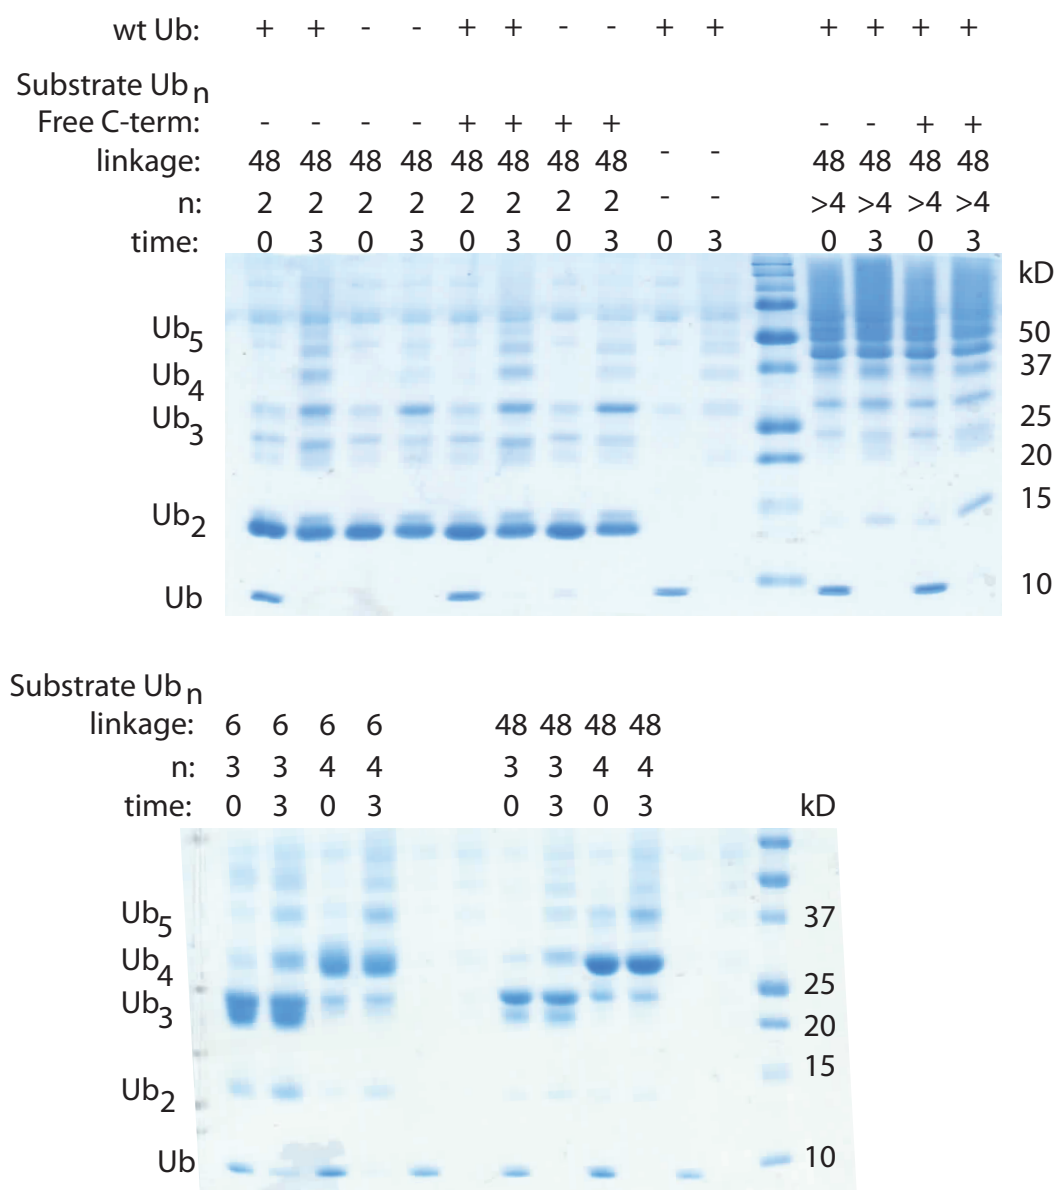 wt Ub: + + - - + + - - + + + + + +
Substrate Ub n
Free C-term: - - - - + + + + - - + +
linkage: 48 48 48 48 48 48 48 48 - - 48 48 48 48
n: 2 2 2 2 2 2 2 2 - - >4 >4 >4 >4
time: 0 3 0 3 0 3 0 3 0 3 0 3 0 3
kD
Ub5 50
Ub4 37
Ub3 25
20
Ub2 15
Ub 10
Substrate Ub n
linkage: 6 6 6 6 48 48 48 48
n: 3 3 4 4 3 3 4 4
time: 0 3 0 3 0 3 0 3 kD
Ub5 37
Ub4 25
Ub3 20
15
Ub2
Ub 10